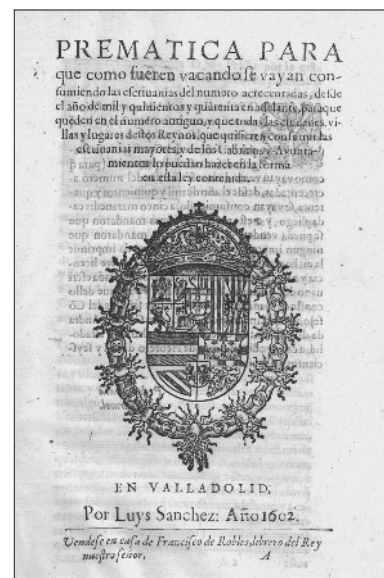 PREMATICA PARA
que como fueren vacando se vayan con-
sumiendo las escriuanias del numero acrecentadas, desde
el año de mil y quinientos y quarenta en adelante, para que
queden en el numero antiguo, y que todas las ciudades, vi-
llas y lugares destos Reynos, que quisieren consumir las
escriuanias mayores, y de los Cabildos y Ayunta-
mientos lo puedan hazer en la forma
en esta ley contenida.
EN VALLADOLID,
Por Luys Sanchez: Año 1602.
Vendese en casa de Francisco de Robles, librero del Rey
nuestro señor. A